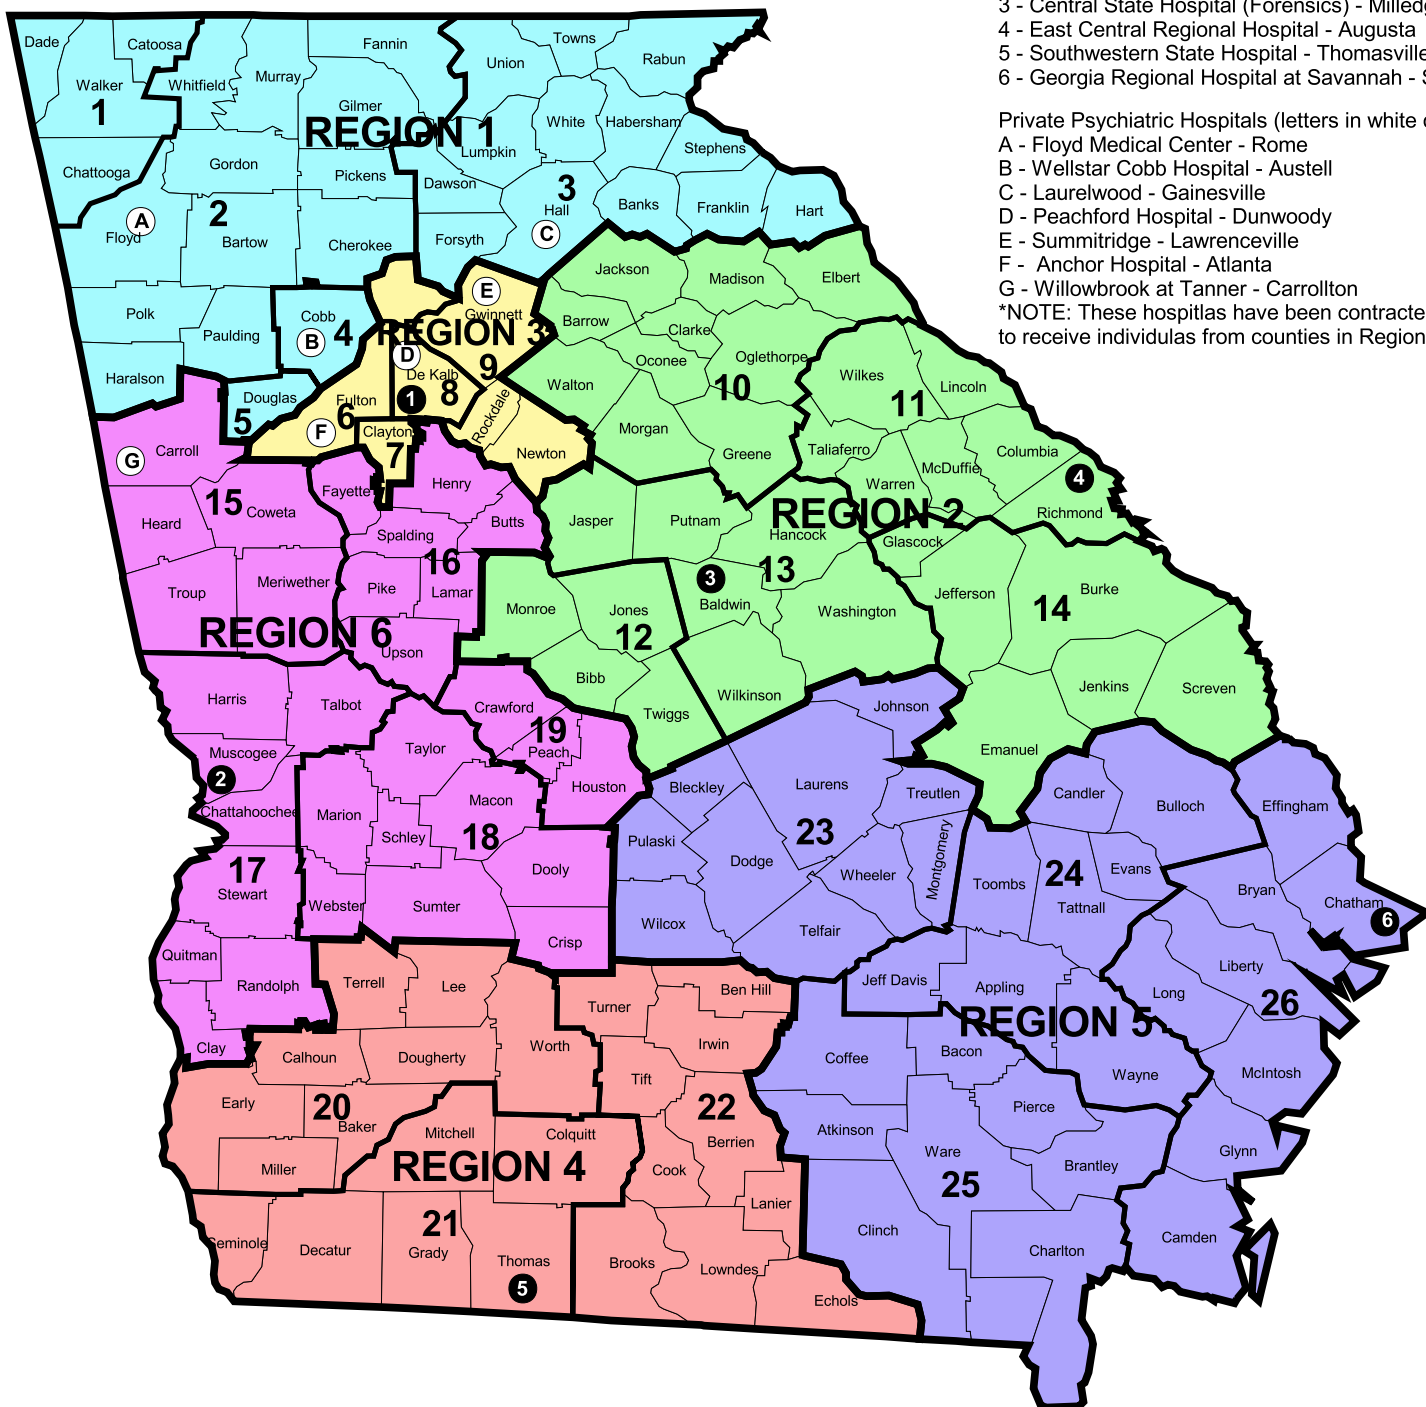 3 - Central State Hospital (Forensics) - Milledg
4 - East Central Regional Hospital - Augusta
5 - Southwestern State Hospital - Thomasville
6 - Georgia Regional Hospital at Savannah - S
Private Psychiatric Hospitals (letters in white c
A - Floyd Medical Center - Rome
B - Wellstar Cobb Hospital - Austell
C - Laurelwood - Gainesville
D - Peachford Hospital - Dunwoody
E - Summitridge - Lawrenceville
F - Anchor Hospital - Atlanta
G - Willowbrook at Tanner - Carrollton
*NOTE: These hospitlas have been contracte
to receive individulas from counties in Region
REGION 1
Dade
Catoosa
Walker
1
Whitfield
Murray
Fannin
Gilmer
Union
Towns
Rabun
White
Habersham
Lumpkin
Stephens
Chattooga
Gordon
Pickens
Dawson
3
Hall
C
Banks
Franklin
Hart
A
Floyd
2
Bartow
Cherokee
Forsyth
Polk
Paulding
Cobb
B
4
Haralson
Douglas
5
REGION 3
E
Gwinnett
9
D
De Kalb
1
8
Fulton
6
F
Clayton
7
Rockdale
Newton
REGION 2
Jackson
Madison
Elbert
Barrow
Clarke
Oconee
Oglethorpe
Walton
10
Morgan
Greene
Wilkes
Lincoln
11
Taliaferro
McDuffie
Columbia
Warren
4
Richmond
Jasper
Putnam
Hancock
Glascock
3
Baldwin
13
Washington
Wilkinson
Jefferson
Burke
14
Jenkins
Screven
Emanuel
Monroe
Jones
12
Bibb
Twiggs
REGION 6
G
Carroll
15
Coweta
Heard
Troup
Meriwether
Fayette
Henry
Spalding
Butts
16
Pike
Lamar
Upson
Harris
Talbot
Muscogee
2
Chattahoochee
17
Stewart
Quitman
Randolph
Clay
Taylor
Marion
Macon
Schley
18
Dooly
Webster
Sumter
Crisp
Crawford
19
Peach
Houston
REGION 5
Johnson
Bleckley
Laurens
Treutlen
Pulaski
23
Dodge
Wheeler
Montgomery
Wilcox
Telfair
Candler
Bulloch
Effingham
Toombs
24
Evans
Tattnall
Bryan
Chatham
6
Jeff Davis
Appling
Long
Liberty
26
Wayne
McIntosh
Glynn
Camden
Coffee
Bacon
Pierce
Atkinson
Ware
Brantley
25
Clinch
Charlton
REGION 4
Terrell
Lee
Calhoun
Dougherty
Worth
Early
20
Baker
Miller
Mitchell
Colquitt
Seminole
Decatur
21
Grady
Thomas
5
Turner
Ben Hill
Irwin
Tift
22
Berrien
Cook
Lanier
Brooks
Lowndes
Echols